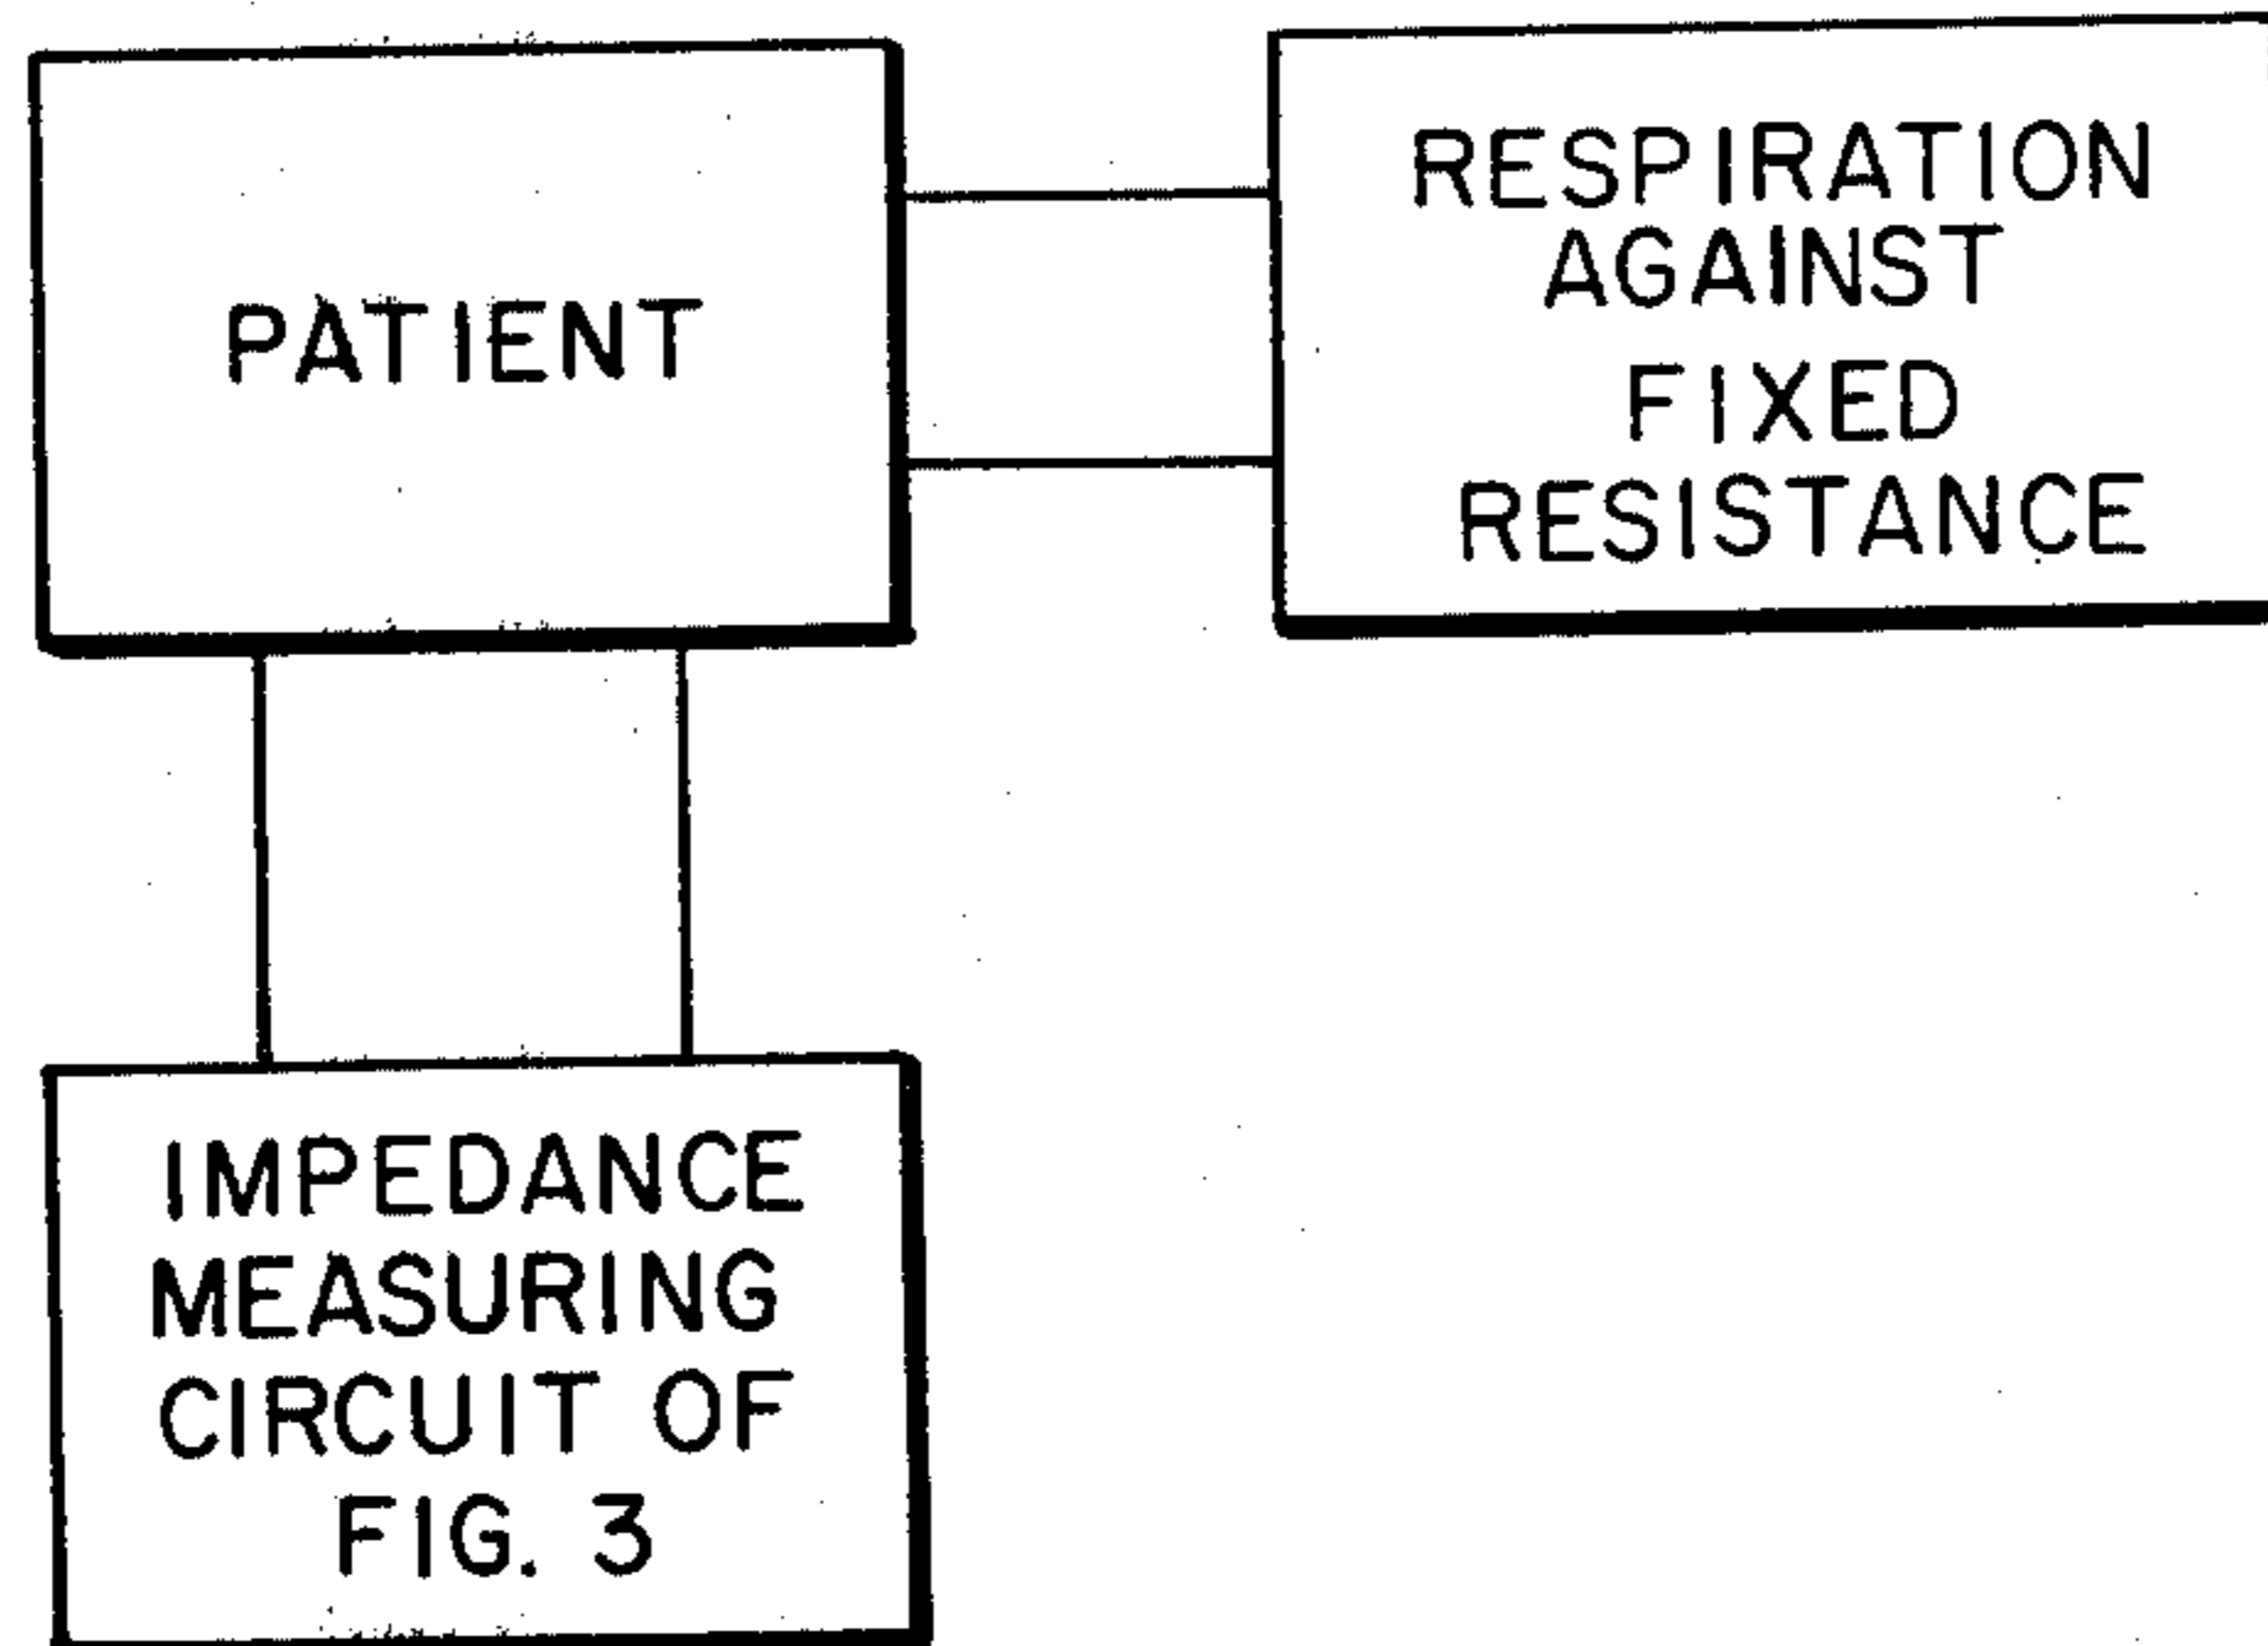 PATIENT
RESPIRATION
AGAINST
FIXED
RESISTANCE
IMPEDANCE
MEASURING
CIRCUIT OF
FIG. 3